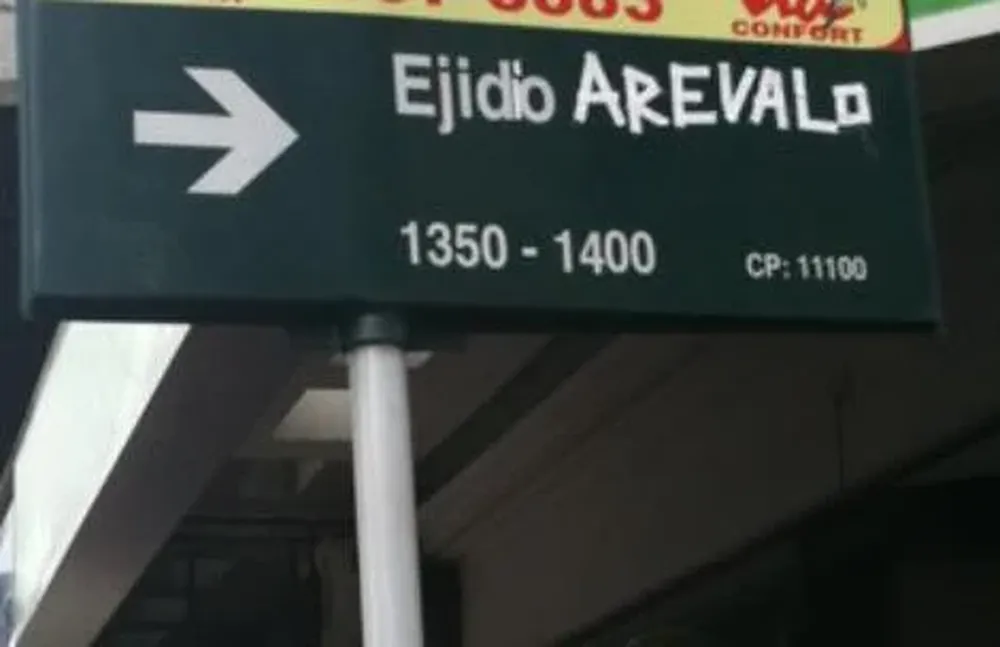 CONFORT
Ejidio AREVALO
1350 - 1400
CP: 11100